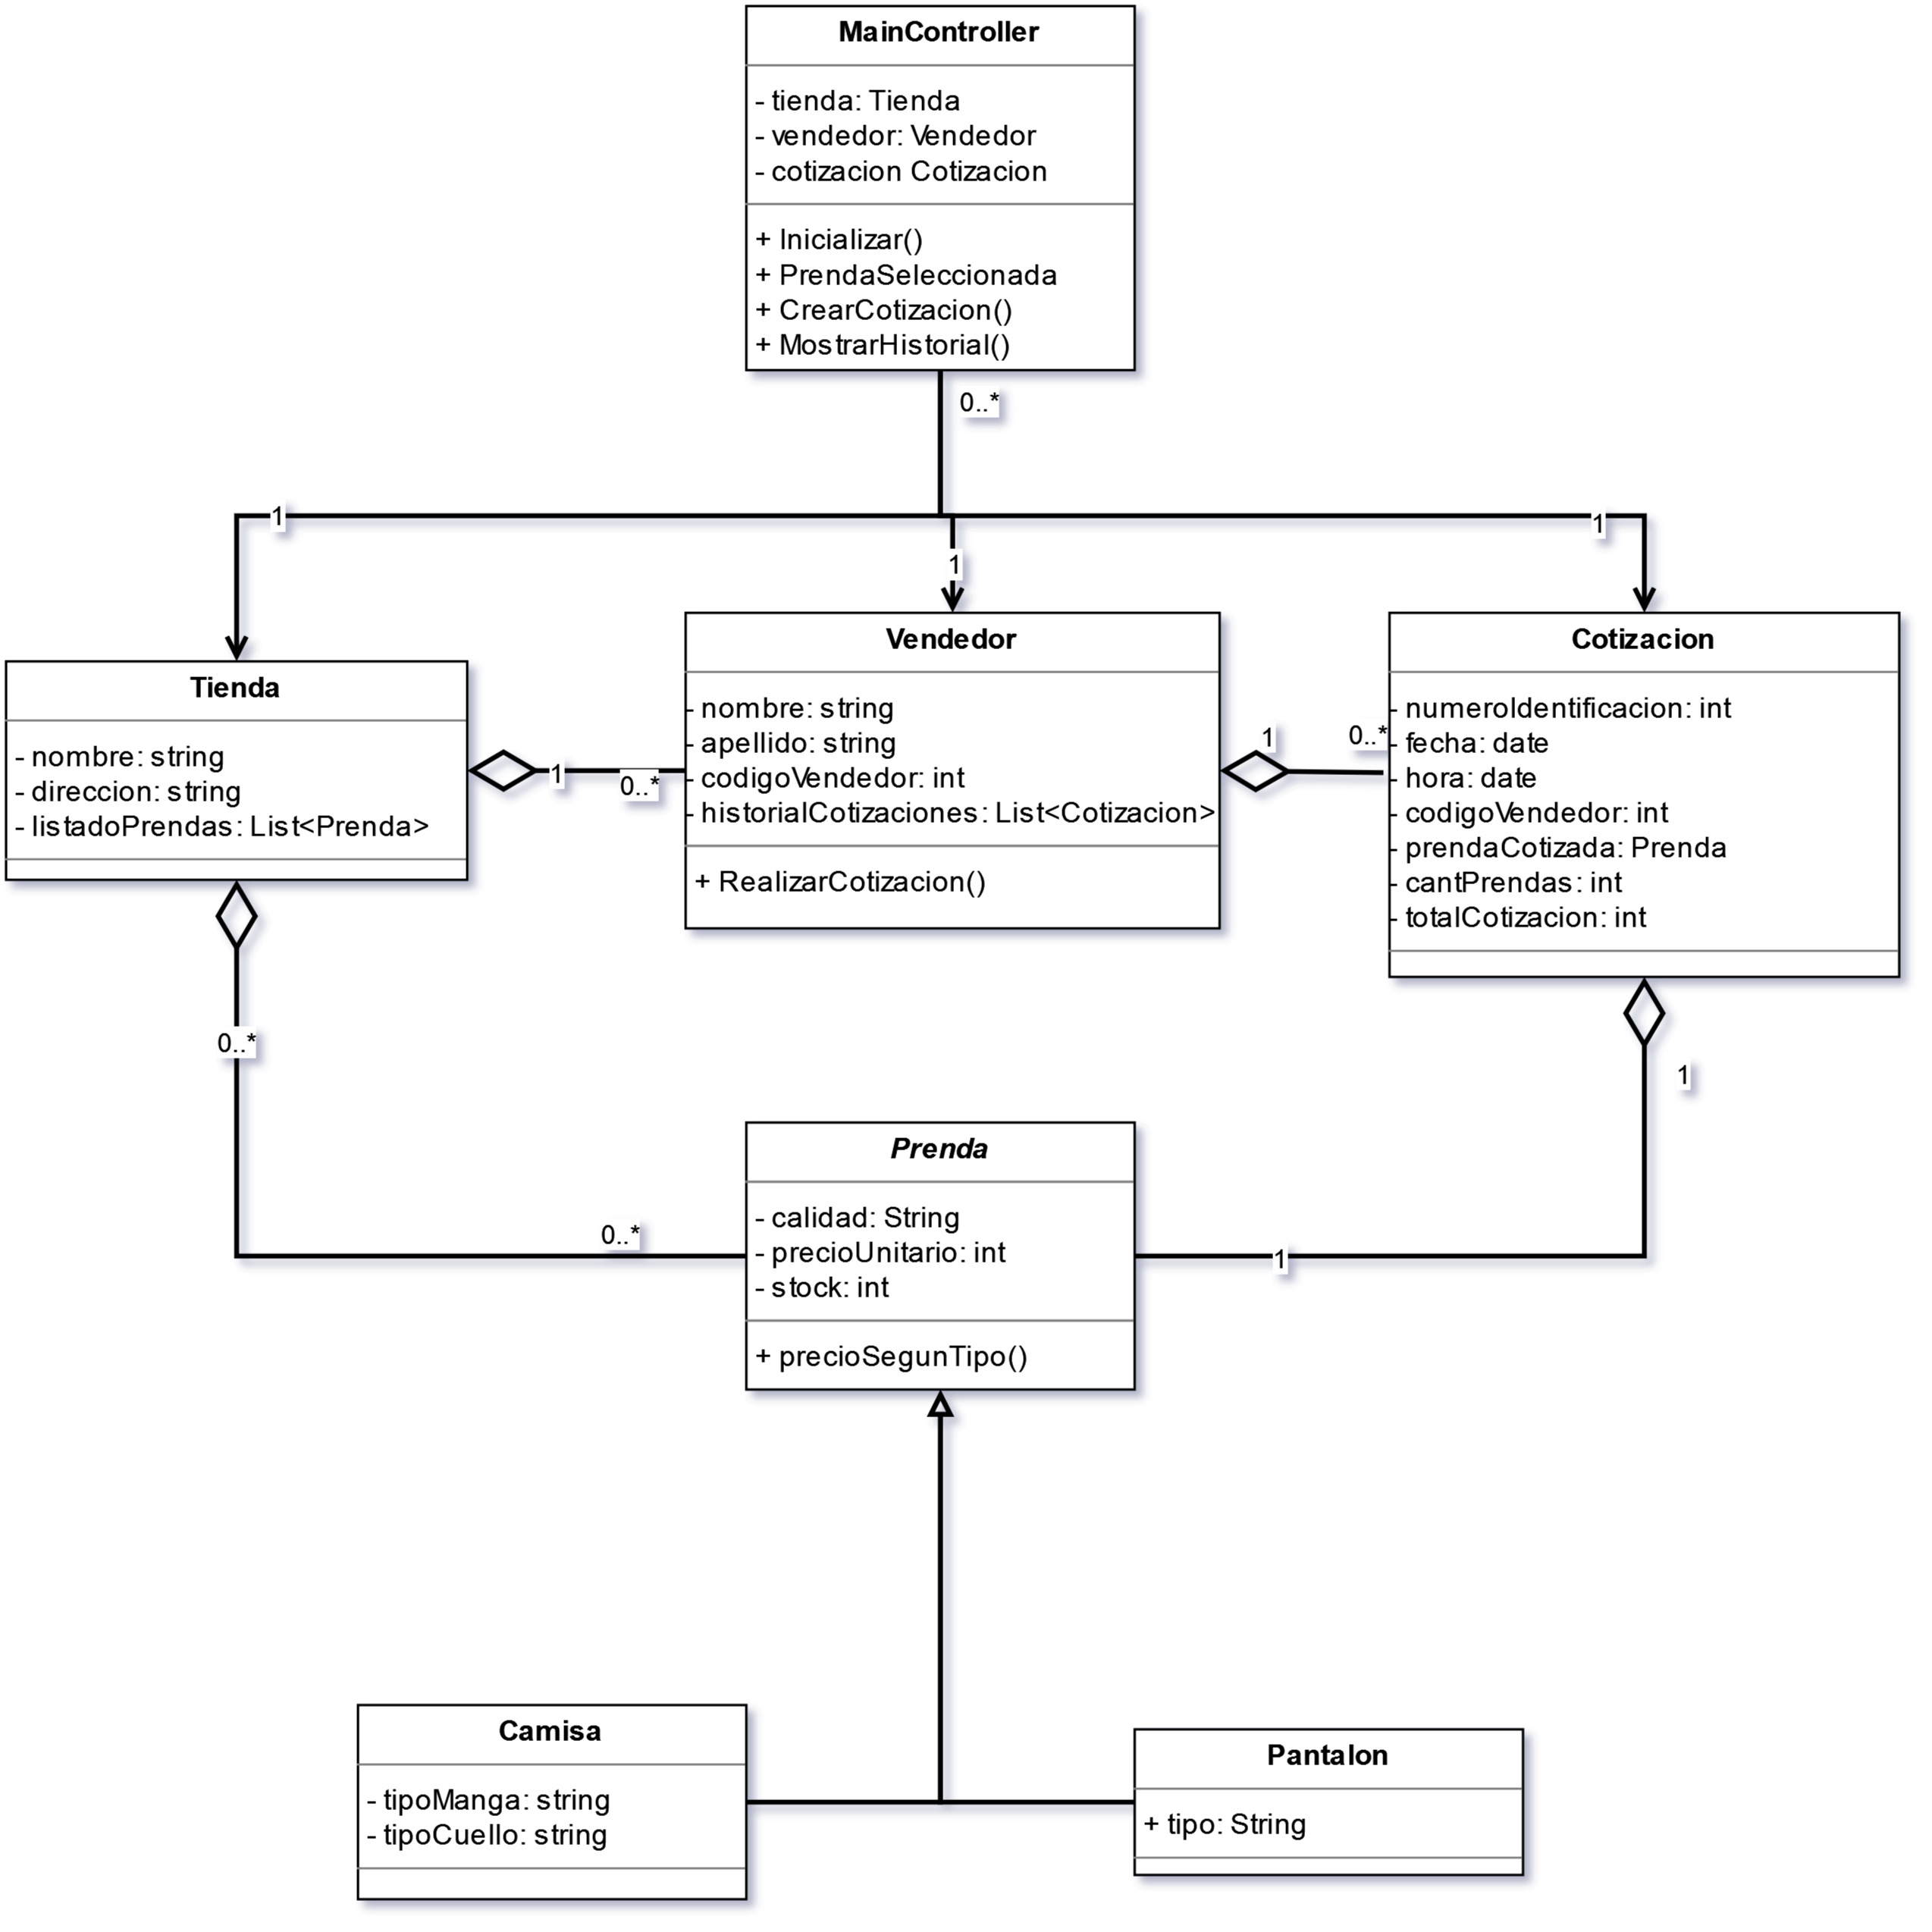 MainController
- tienda: Tienda
- vendedor: Vendedor
- cotizacion Cotizacion
+ Inicializar()
+ PrendaSeleccionada
+ CrearCotizacion()
+ MostrarHistorial()
0..*
1
1
1
Tienda
- nombre: string
- direccion: string
- listadoPrendas: List<Prenda>
1
0..*
Vendedor
- nombre: string
- apellido: string
- codigoVendedor: int
- historialCotizaciones: List<Cotizacion>
+ RealizarCotizacion()
1
0..*
Cotizacion
- numeroIdentificacion: int
- fecha: date
- hora: date
- codigoVendedor: int
- prendaCotizada: Prenda
- cantPrendas: int
- totalCotizacion: int
0..*
0..*
1
1
Prenda
- calidad: String
- precioUnitario: int
- stock: int
+ precioSegunTipo()
Camisa
- tipoManga: string
- tipoCuello: string
Pantalon
+ tipo: String